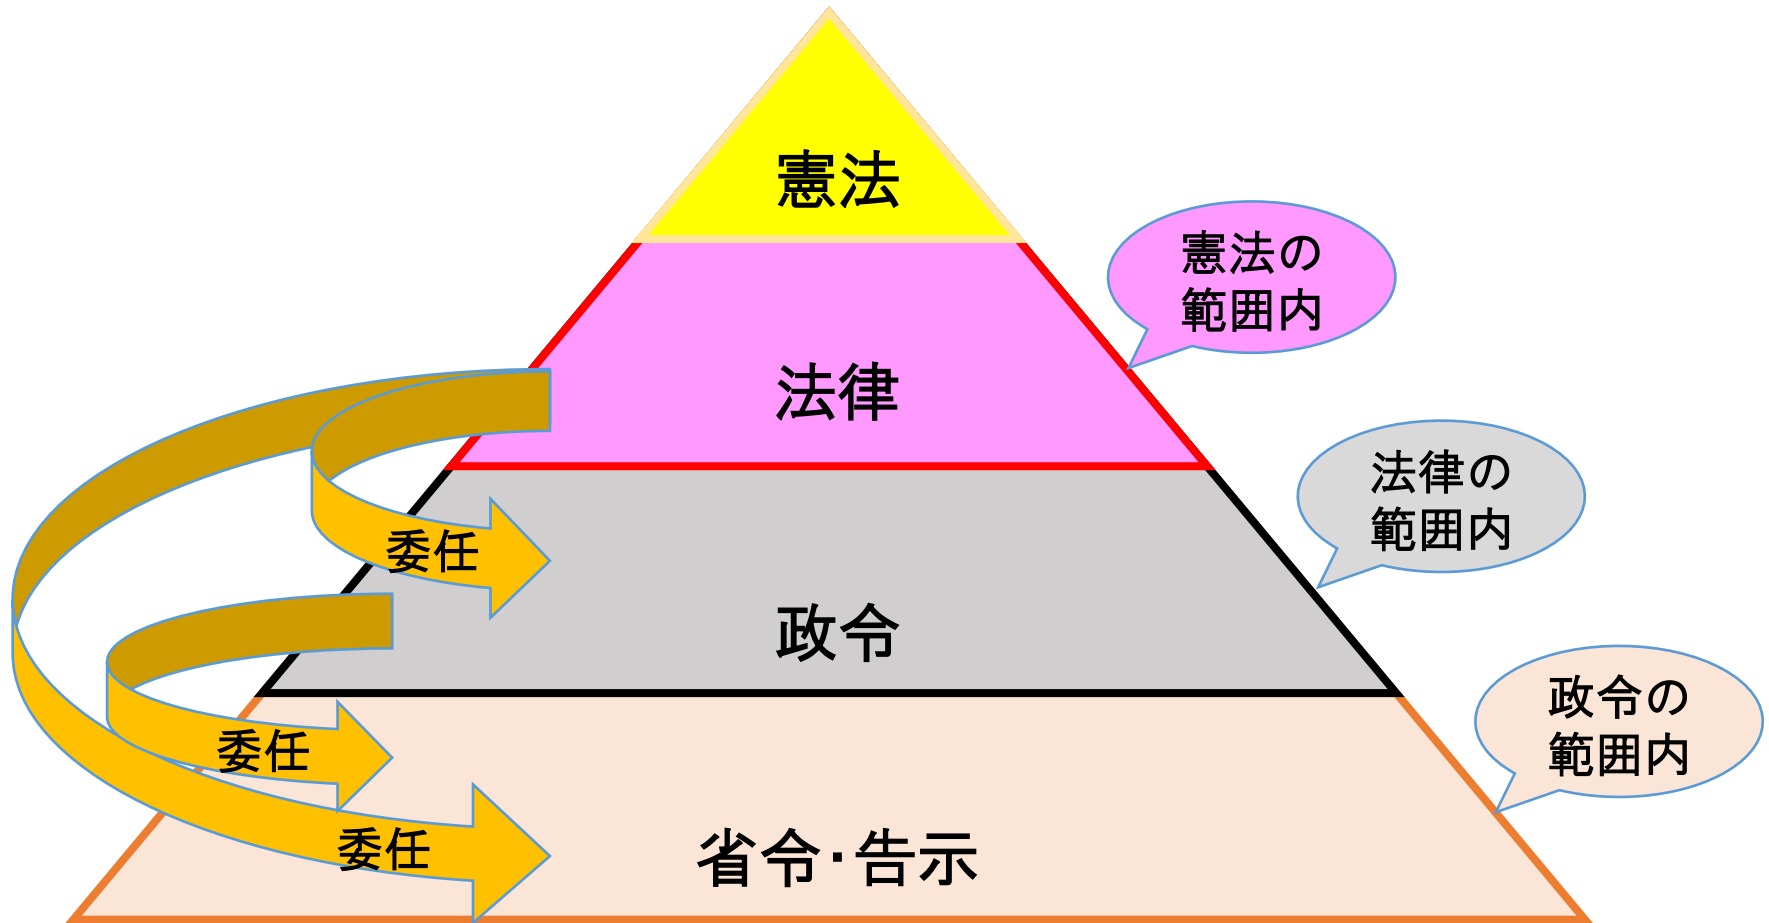 憲法
憲法の
範囲内
法律
法律の
範囲内
委任
政令
政令の
範囲内
委任
委任
省令・告示